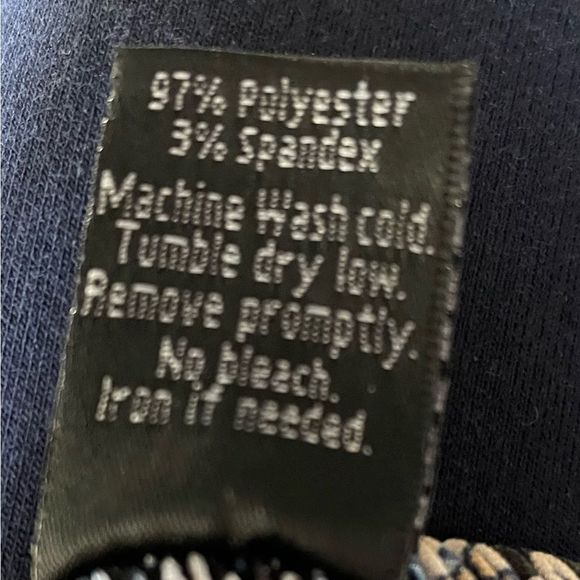 97% Polyester
3% Spandex
Machine Wash cold.
Tumble dry low.
Remove promptly.
No bleach.
Iron if needed.